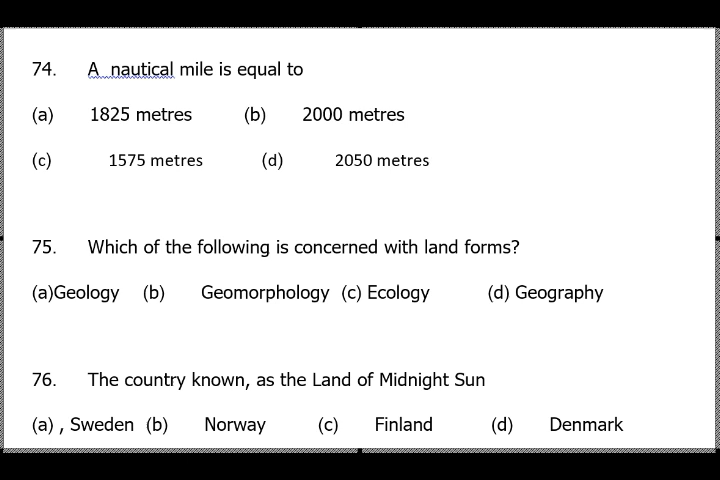 74. A nautical mile is equal to
(a) 1825 metres (b) 2000 metres
(c) 1575 metres (d) 2050 metres
75. Which of the following is concerned with land forms?
(a)Geology (b) Geomorphology (c) Ecology (d) Geography
76. The country known, as the Land of Midnight Sun
(a) , Sweden (b) Norway (c) Finland (d) Denmark